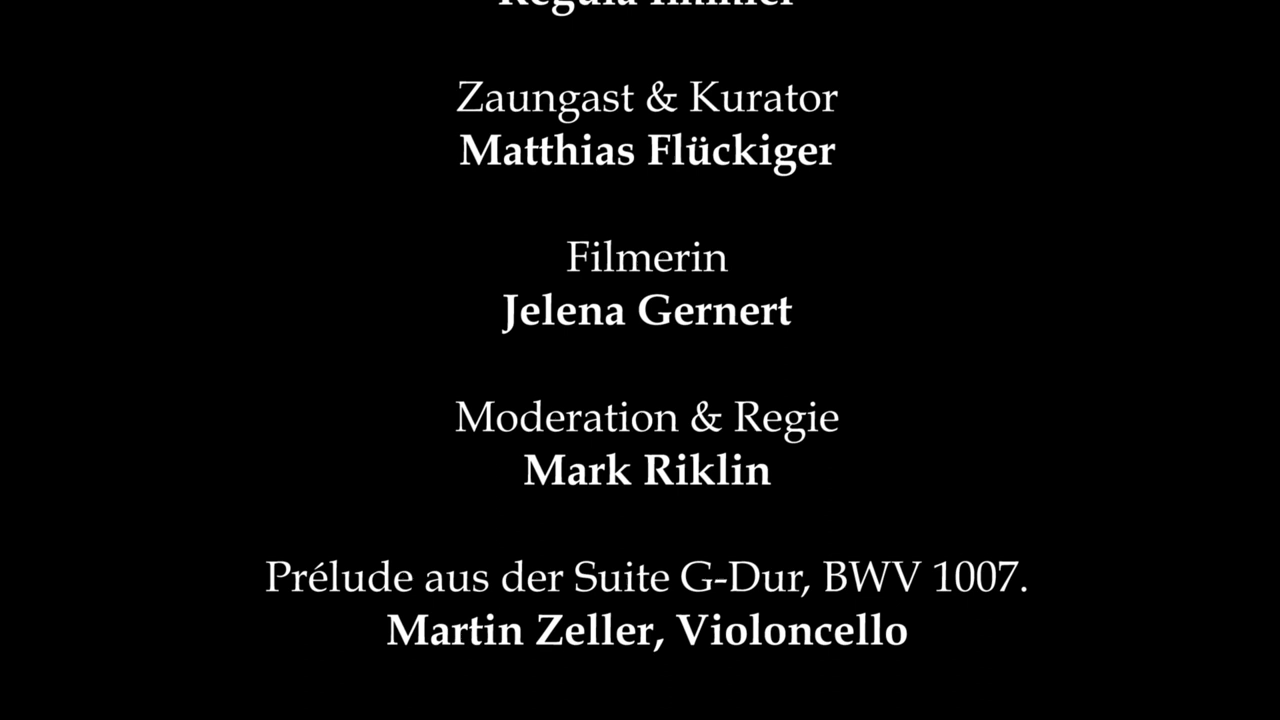 Zaungast & Kurator
Matthias Flückiger
Filmerin
Jelena Gernert
Moderation & Regie
Mark Riklin
Prélude aus der Suite G-Dur, BWV 1007.
Martin Zeller, Violoncello